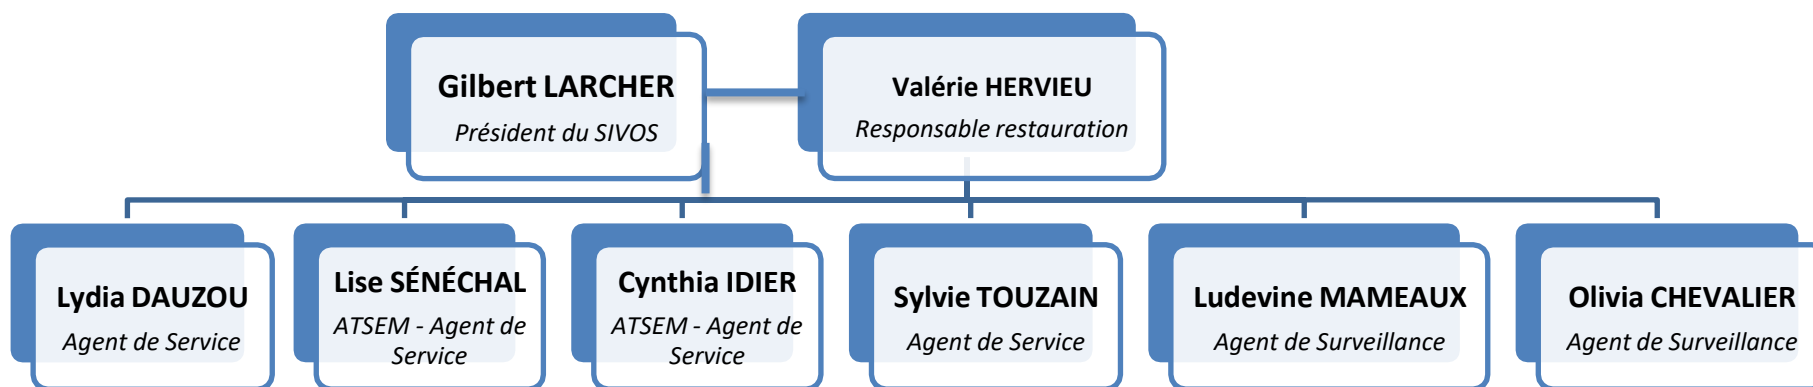 Gilbert LARCHER
Président du SIVOS
Valérie HERVIEU
Responsable restauration
Lydia DAUZOU
Agent de Service
Lise SÉNÉCHAL
ATSEM - Agent de
Service
Cynthia IDIER
ATSEM - Agent de
Service
Sylvie TOUZAIN
Agent de Service
Ludevine MAMEAUX
Agent de Surveillance
Olivia CHEVALIER
Agent de Surveillance